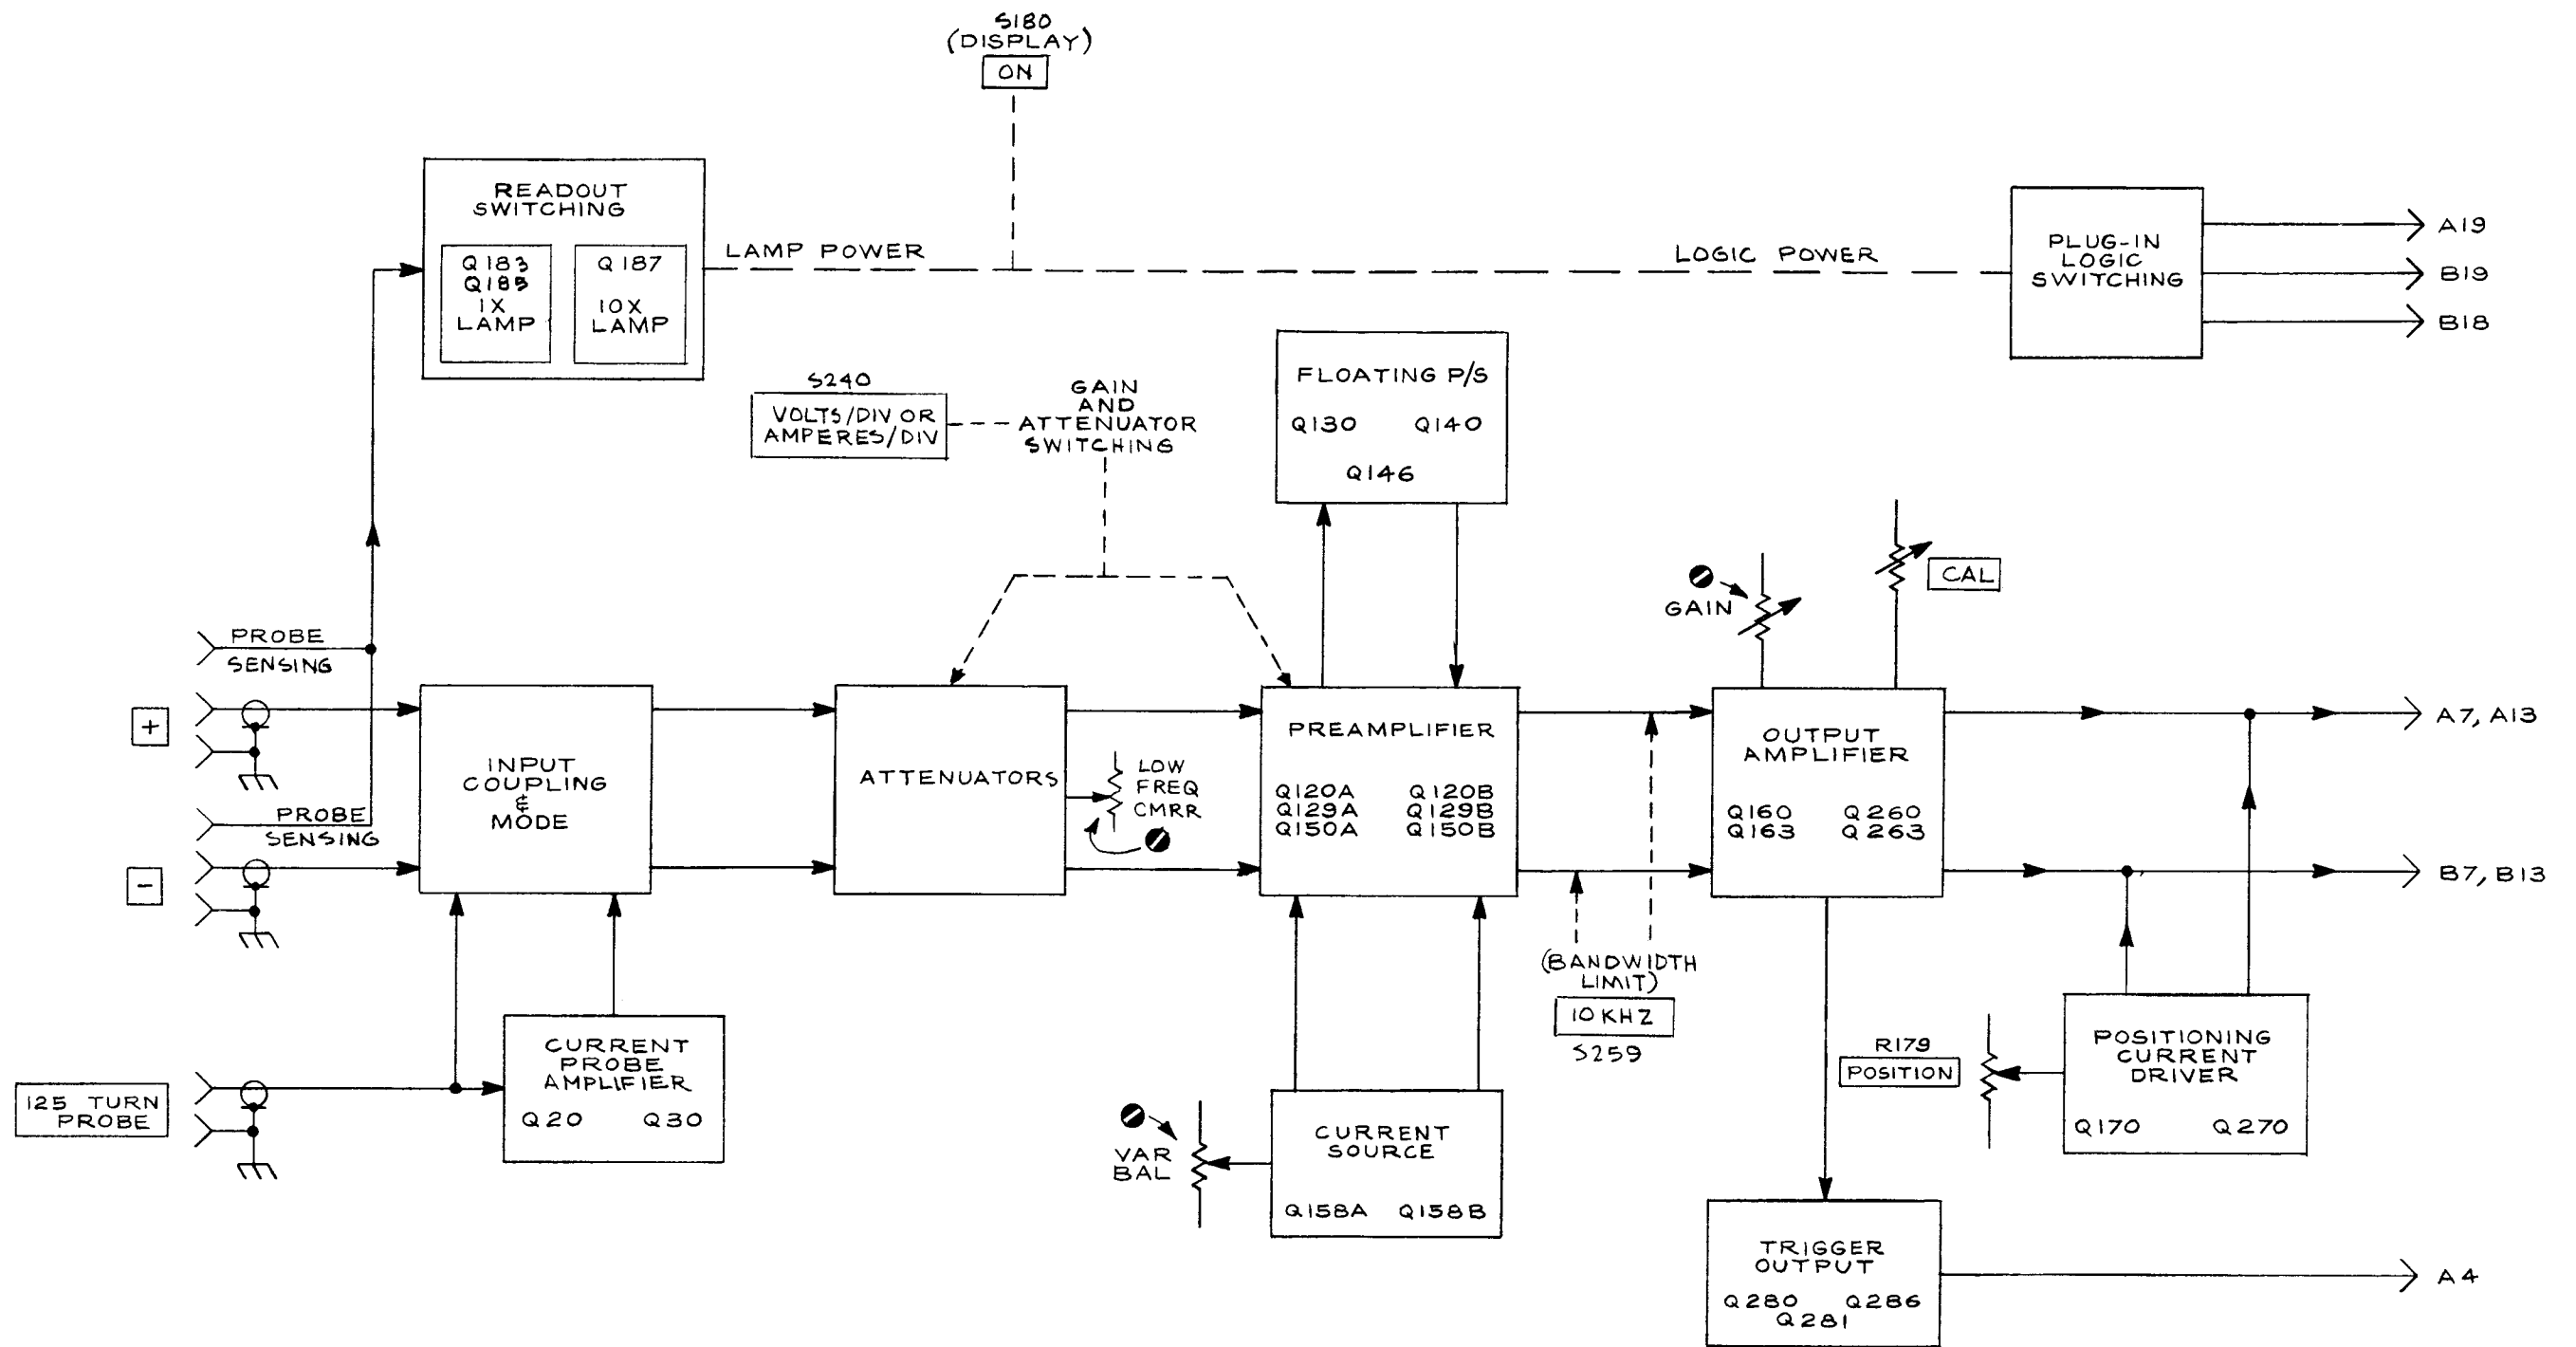 S180
(DISPLAY)
ON
READOUT
SWITCHING
Q183
Q185
1X
LAMP
Q187
10X
LAMP
LAMP POWER
LOGIC POWER
PLUG-IN
LOGIC
SWITCHING
A19
B19
B18
S240
VOLTS/DIV OR
AMPERES/DIV
GAIN
AND
ATTENUATOR
SWITCHING
FLOATING P/S
Q130 Q140
Q146
GAIN
CAL
PROBE
SENSING
+
PROBE
SENSING
-
INPUT
COUPLING
&
MODE
ATTENUATORS
LOW
FREQ
CMRR
PREAMPLIFIER
Q120A Q120B
Q129A Q129B
Q150A Q150B
OUTPUT
AMPLIFIER
Q160 Q260
Q163 Q263
A7, A13
B7, B13
(BANDWIDTH
LIMIT)
10 KHZ
S259
125 TURN
PROBE
CURRENT
PROBE
AMPLIFIER
Q20 Q30
VAR
BAL
CURRENT
SOURCE
Q158A Q158B
R179
POSITION
POSITIONING
CURRENT
DRIVER
Q170 Q270
TRIGGER
OUTPUT
Q280 Q286
Q281
A4